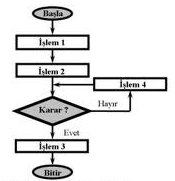 Başla
İşlem 1
İşlem 2
İşlem 4
Karar ?
Hayır
Evet
İşlem 3
Bitir